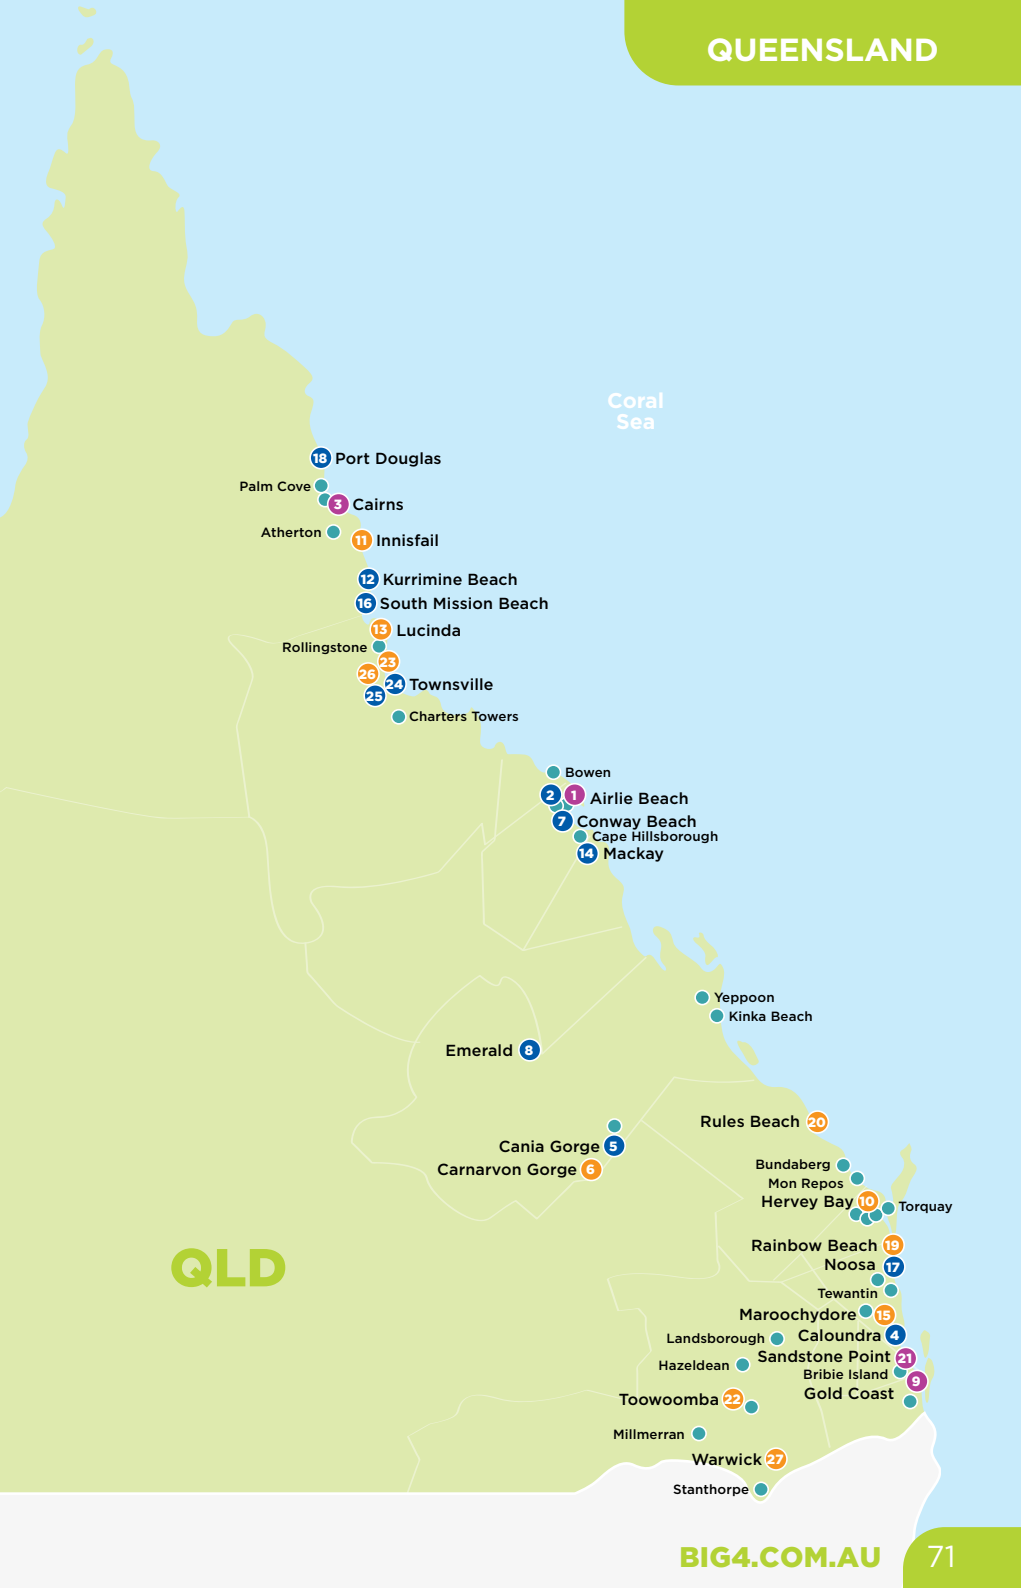 QUEENSLAND
Coral
Sea
18 Port Douglas
Palm Cove
3 Cairns
Atherton
11 Innisfail
12 Kurrimine Beach
16 South Mission Beach
13 Lucinda
Rollingstone
23
26
24 Townsville
25
Charters Towers
Bowen
2 1 Airlie Beach
7 Conway Beach
Cape Hillsborough
14 Mackay
Yeppoon
Kinka Beach
Emerald 8
Rules Beach 20
Cania Gorge 5
Carnarvon Gorge 6
Bundaberg
Mon Repos
Hervey Bay 10
Torquay
QLD
Rainbow Beach 19
Noosa 17
Tewantin
Maroochydore 15
Landsborough
Caloundra 4
Sandstone Point 21
Hazeldean
Bribie Island
9
Gold Coast
Toowoomba 22
Millmerran
Warwick 27
Stanthorpe
BIG4.COM.AU 71